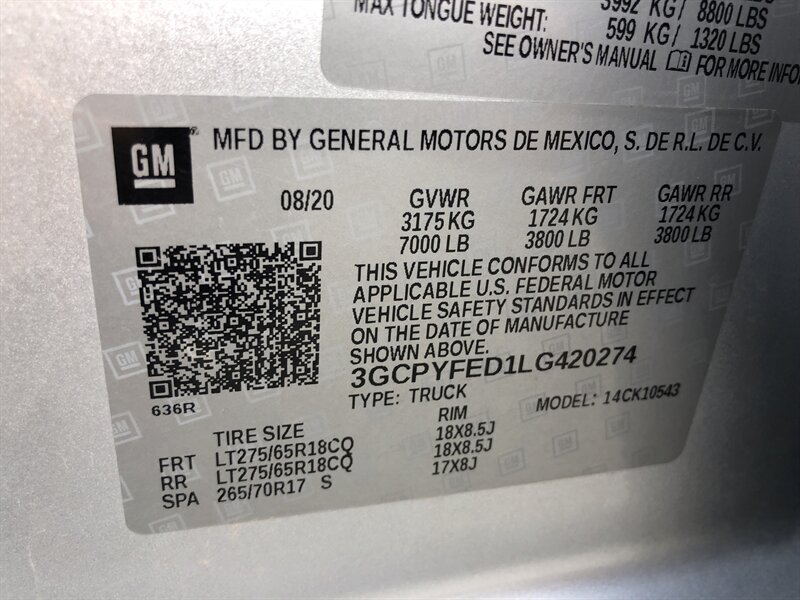 3992 KG/ 8800 LBS
MAX TONGUE WEIGHT: 599 KG/ 1320 LBS
SEE OWNER'S MANUAL FOR MORE INFO
GM MFD BY GENERAL MOTORS DE MEXICO, S. DE R.L. DE C.V.
08/20 GVWR GAWR FRT GAWR RR
3175 KG 1724 KG 1724 KG
7000 LB 3800 LB 3800 LB
THIS VEHICLE CONFORMS TO ALL
APPLICABLE U.S. FEDERAL MOTOR
VEHICLE SAFETY STANDARDS IN EFFECT
ON THE DATE OF MANUFACTURE
SHOWN ABOVE.
3GCPYFED1LG420274
636R
TYPE: TRUCK MODEL: 14CK10543
TIRE SIZE RIM
FRT LT275/65R18CQ 18X8.5J
RR LT275/65R18CQ 18X8.5J
SPA 265/70R17 S 17X8J